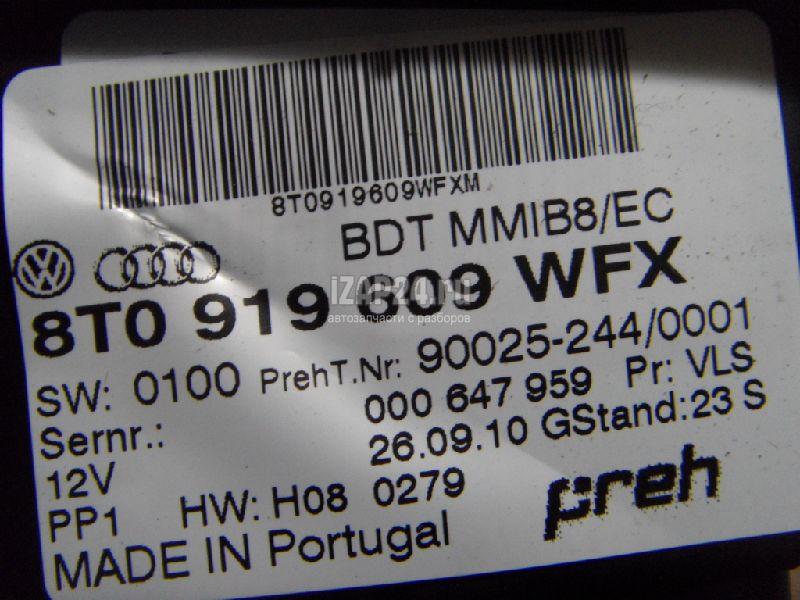 8T0919609WFXM
BDT MMIB8/EC
8T0 919 609 WFX
iZAP24.ru
автозапчасти с разборов
SW: 0100 PrehT.Nr: 90025-244/0001
Sernr.: 000 647 959 Pr: VLS
12V 26.09.10 GStand:23 S
PP1 HW: H08 0279
preh
MADE IN Portugal